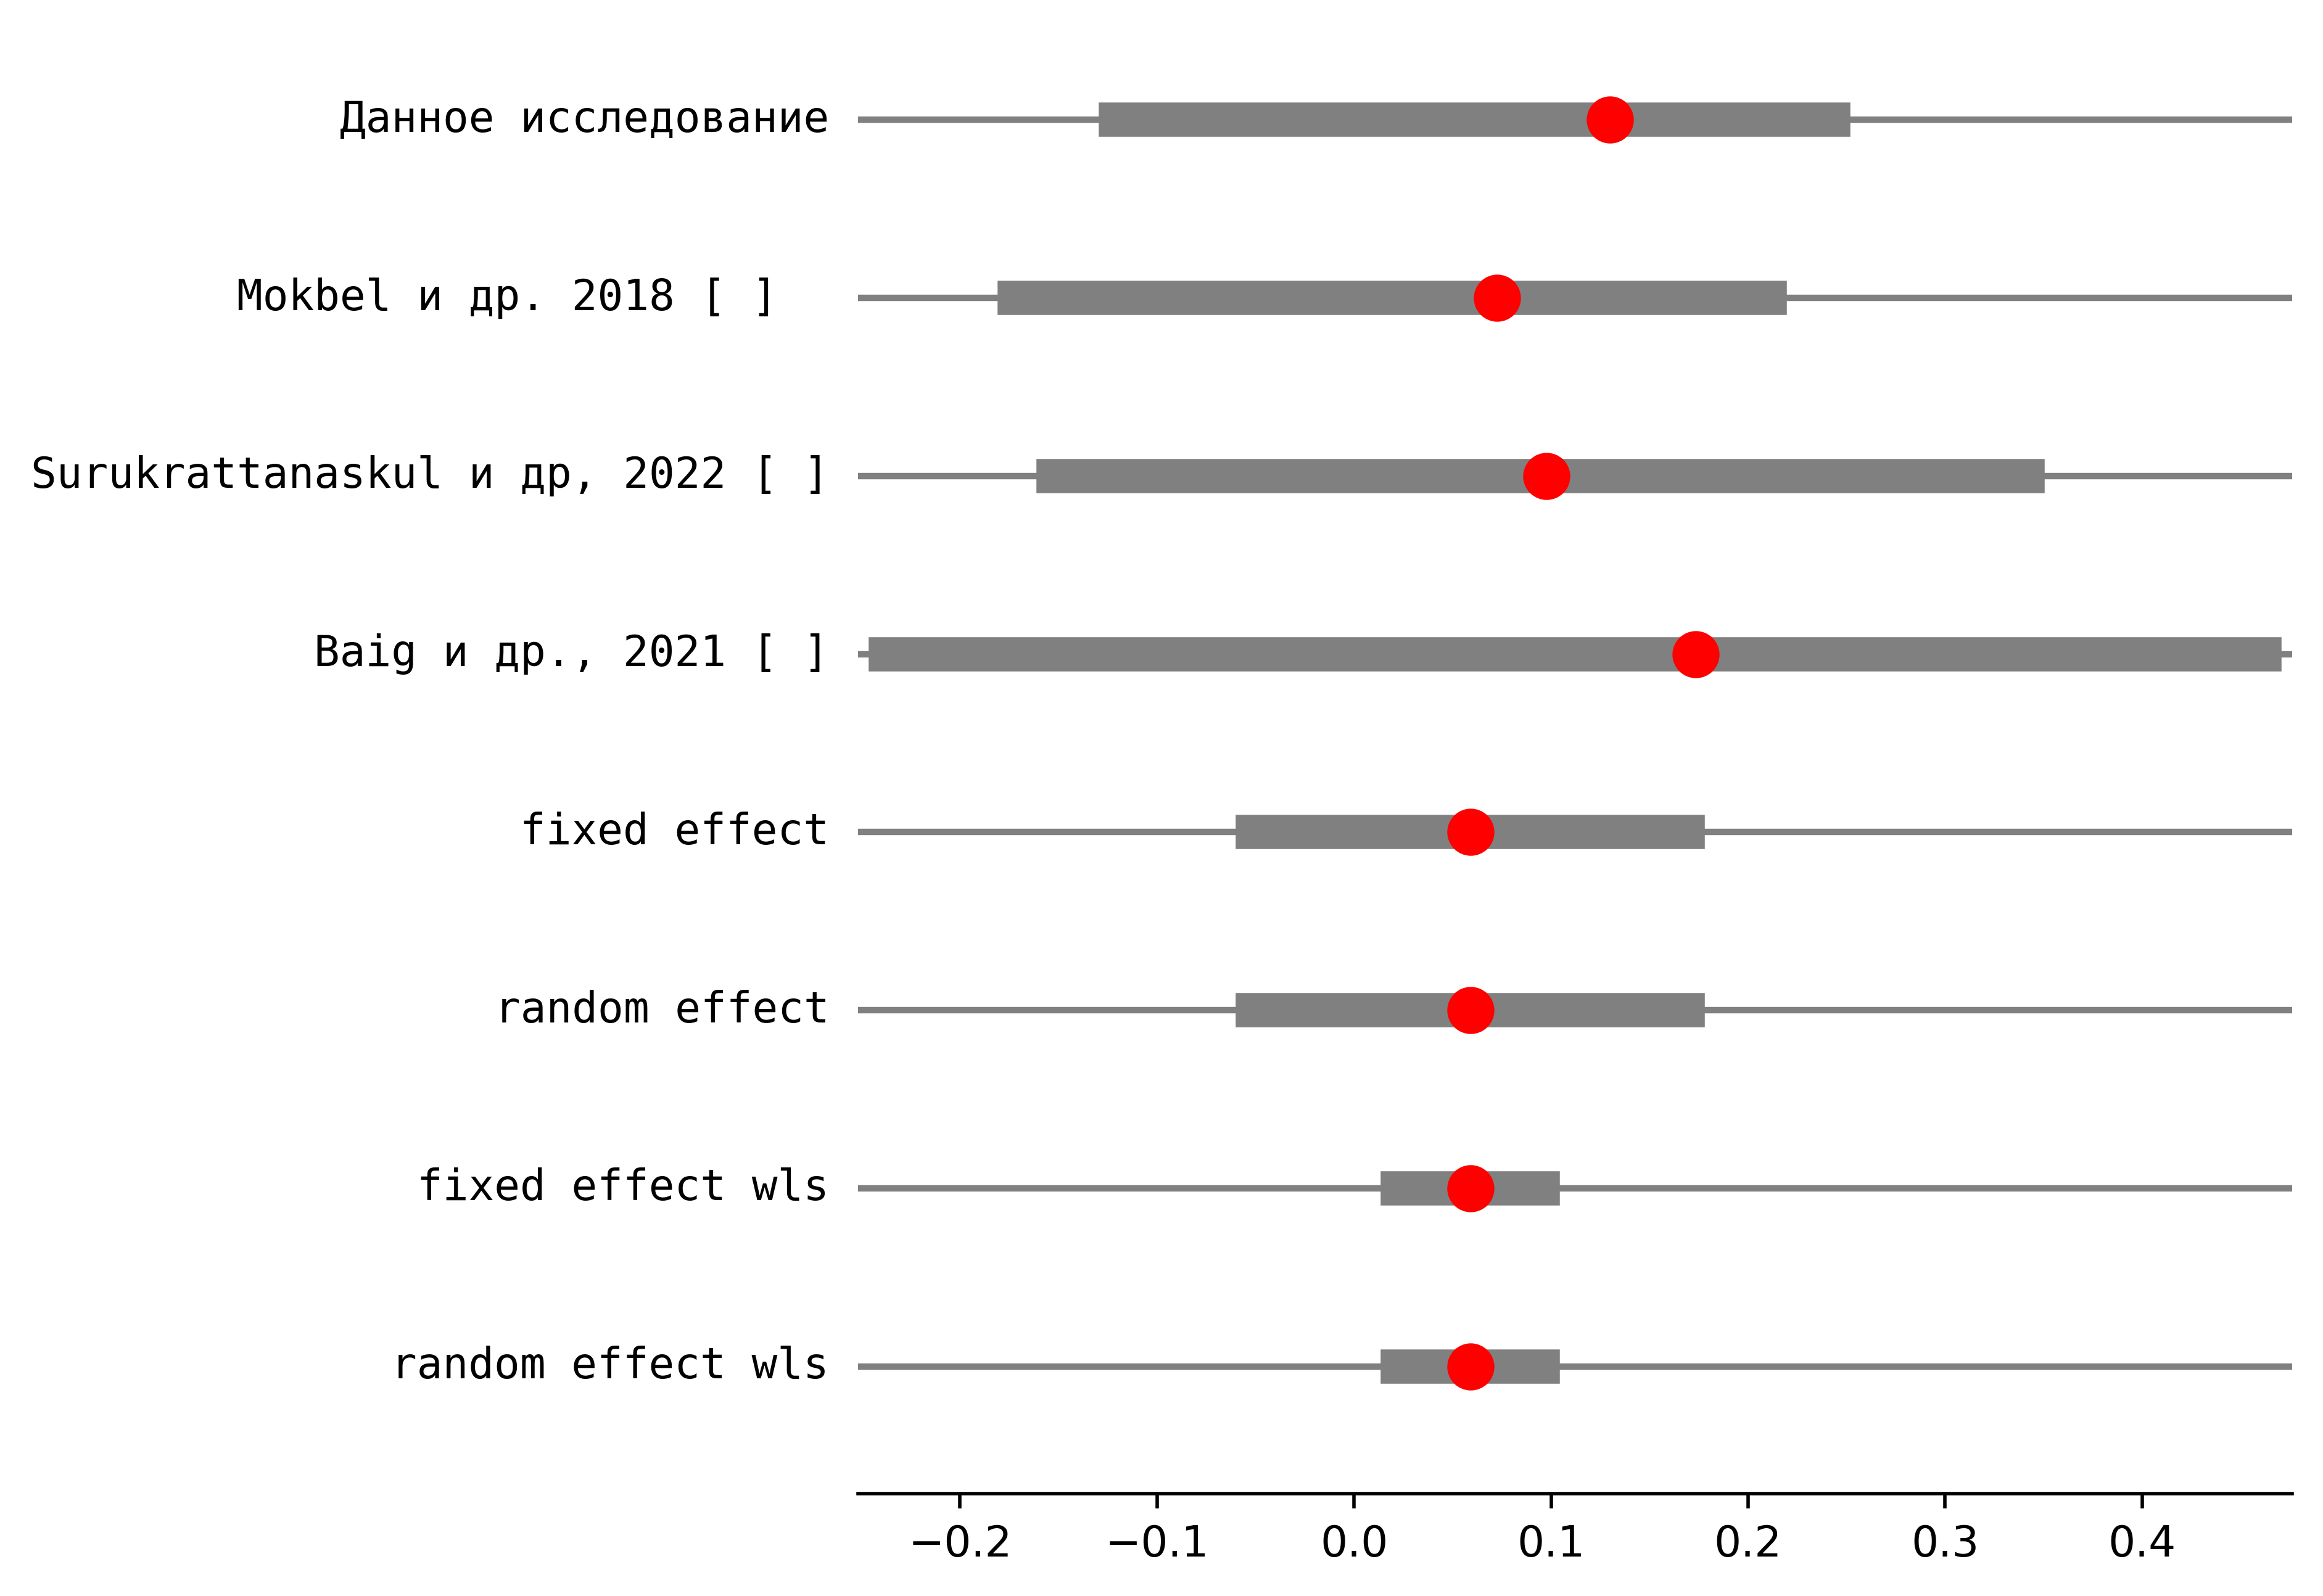 Данное исследование
Mokbel и др. 2018 [ ]
Surukrattanaskul и др, 2022 [ ]
Baig и др., 2021 [ ]
fixed effect
random effect
fixed effect wls
random effect wls
−0.2 −0.1 0.0 0.1 0.2 0.3 0.4